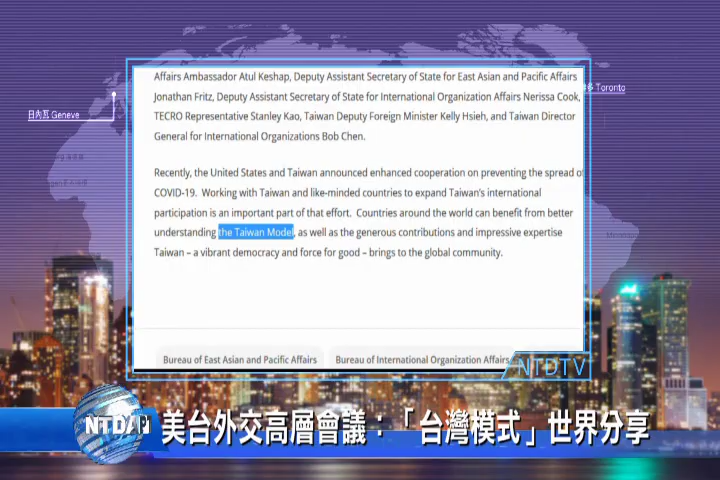 Affairs Ambassador Atul Keshap, Deputy Assistant Secretary of State for East Asian and Pacific Affairs
Jonathan Fritz, Deputy Assistant Secretary of State for International Organization Affairs Nerissa Cook,
TECRO Representative Stanley Kao, Taiwan Deputy Foreign Minister Kelly Hsieh, and Taiwan Director
General for International Organizations Bob Chen.
Toronto
日內瓦 Geneve
Recently, the United States and Taiwan announced enhanced cooperation on preventing the spread of
COVID-19. Working with Taiwan and like-minded countries to expand Taiwan's international
participation is an important part of that effort. Countries around the world can benefit from better
understanding the Taiwan Model, as well as the generous contributions and impressive expertise
Taiwan – a vibrant democracy and force for good – brings to the global community.
Bureau of East Asian and Pacific Affairs
Bureau of International Organization Affairs
NTDTV
NTDAP
美台外交高層會議：「台灣模式」世界分享